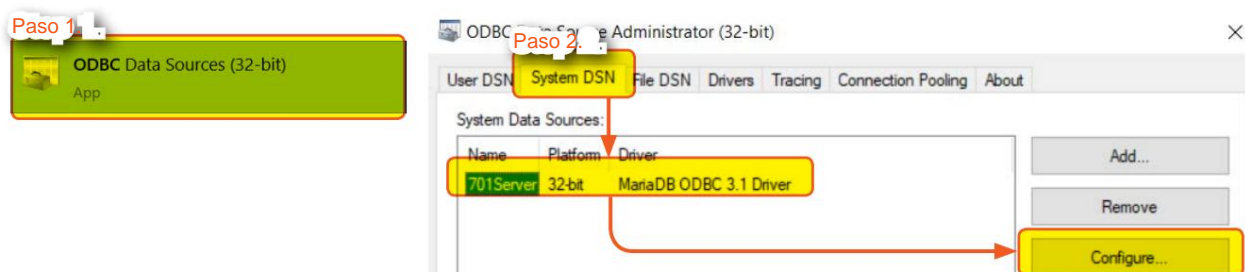 Paso 1.
ODBC Data Sources (32-bit)
App
ODBC Administrator (32-bit)
Paso 2.
User DSN System DSN File DSN Drivers Tracing Connection Pooling About
System Data Sources:
Name Platform Driver
701Server 32-bit MariaDB ODBC 3.1 Driver
Add...
Remove
Configure...